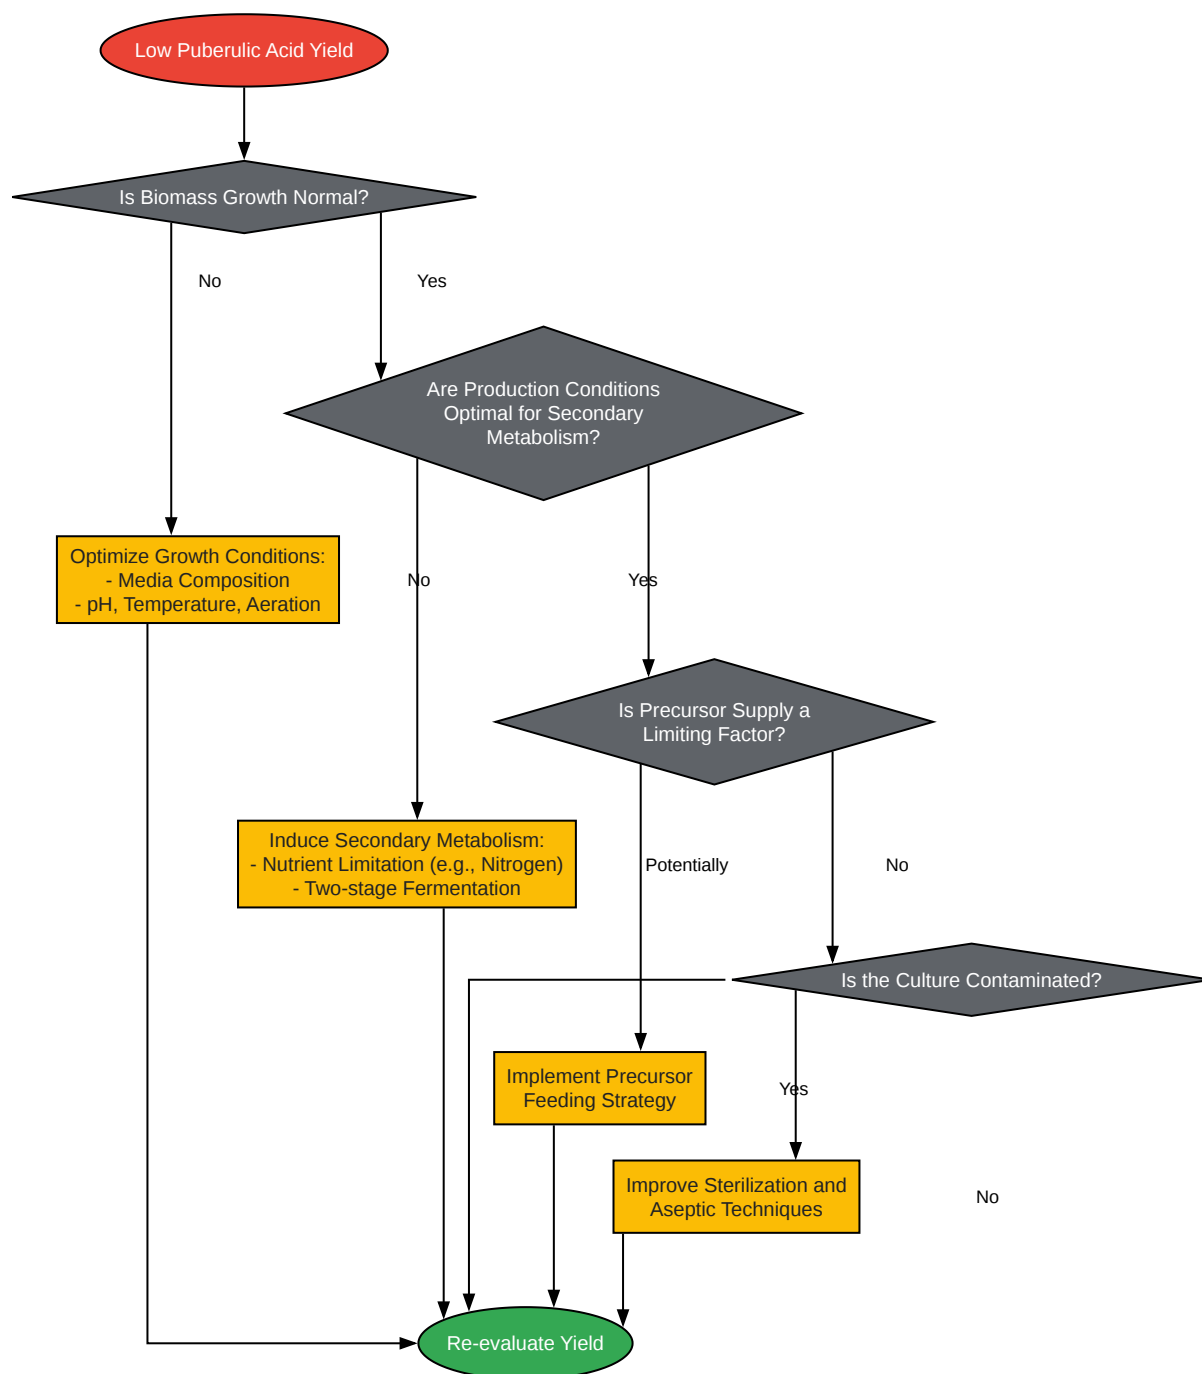 Low Puberulic Acid Yield
Is Biomass Growth Normal?
No
Yes
Are Production Conditions
Optimal for Secondary
Metabolism?
Optimize Growth Conditions:
- Media Composition
- pH, Temperature, Aeration
No
Yes
Is Precursor Supply a
Limiting Factor?
Induce Secondary Metabolism:
- Nutrient Limitation (e.g., Nitrogen)
- Two-stage Fermentation
Potentially
No
Is the Culture Contaminated?
Implement Precursor
Feeding Strategy
Yes
Improve Sterilization and
Aseptic Techniques
No
Re-evaluate Yield